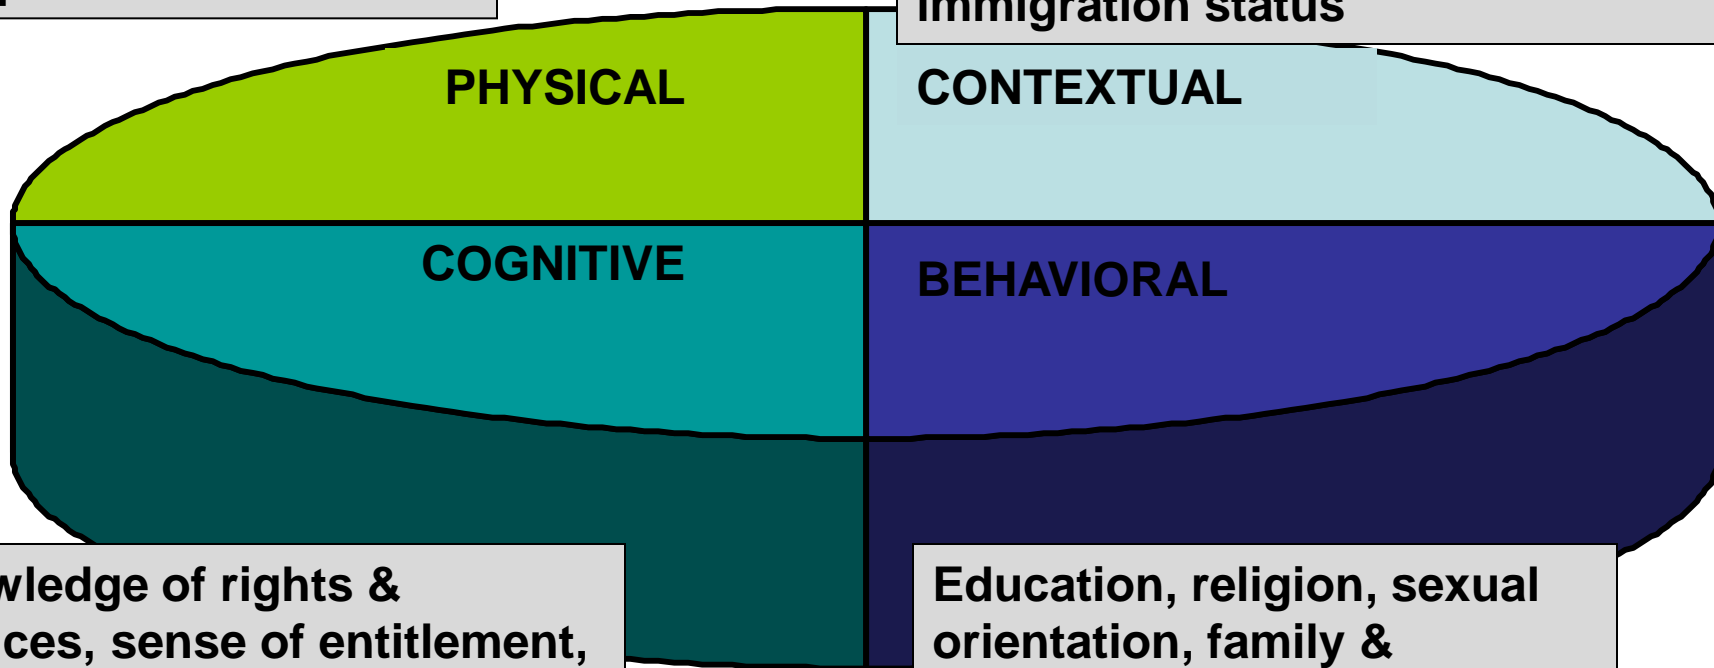 immigration status
PHYSICAL
CONTEXTUAL
COGNITIVE
BEHAVIORAL
wledge of rights &
ces, sense of entitlement,
Education, religion, sexual
orientation, family &